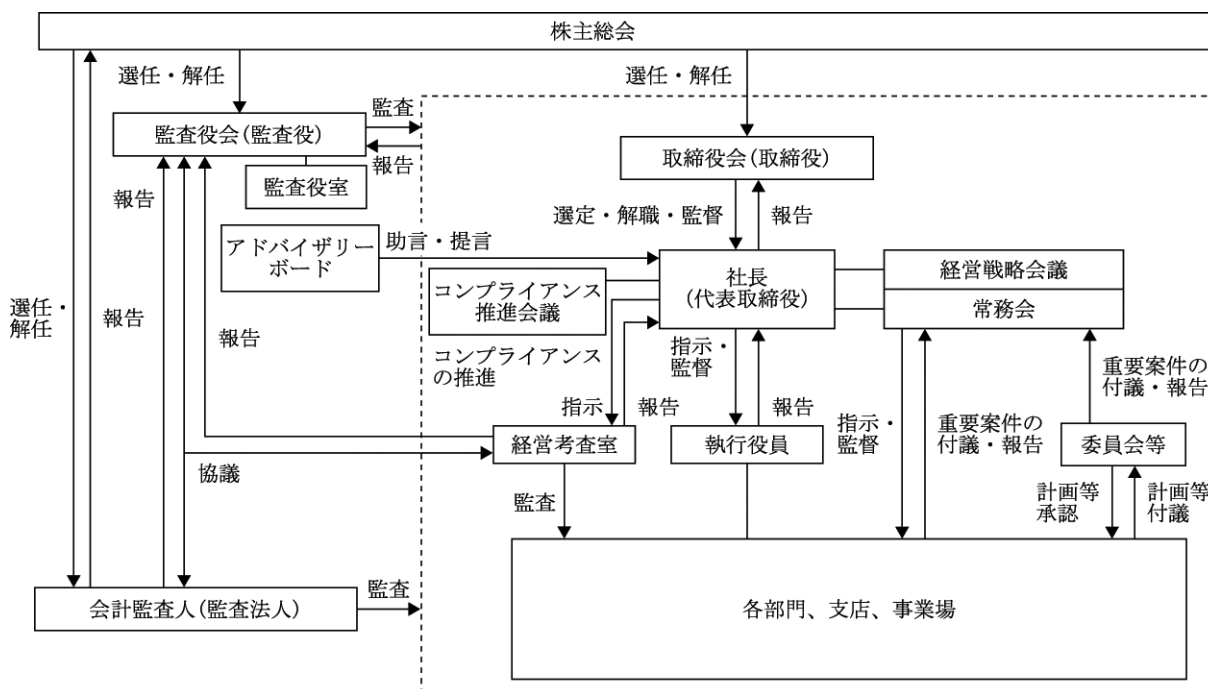 株主総会
選任・解任
選任・解任
監査
監査役会(監査役)
報告
取締役会(取締役)
監査役室
報告
選定・解職・監督
報告
アドバイザリー
ボード
助言・提言
社長
(代表取締役)
経営戦略会議
常務会
コンプライアンス
推進会議
選任・
解任
報告
報告
コンプライアンス
の推進
指示・
監督
重要案件の
付議・報告
指示
報告
報告
指示・
監督
重要案件の
付議・報告
経営考査室
執行役員
委員会等
協議
監査
計画等
承認
計画等
付議
会計監査人(監査法人)
監査
各部門、支店、事業場